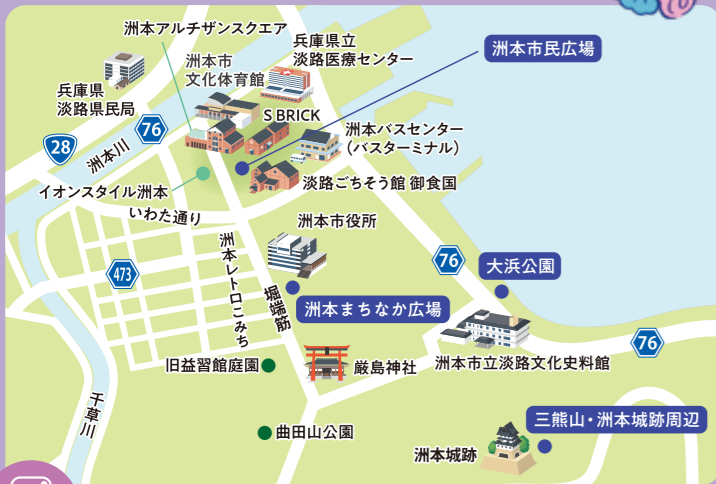 洲本アルチザンスクエア
兵庫県立
淡路医療センター
洲本市民広場
洲本市
文化体育館
兵庫県
淡路県民局
S BRICK
76
28
洲本川
洲本バスセンター
（バスターミナル）
イオンスタイル洲本
淡路ごちそう館 御食国
いわた通り
洲本市役所
洲本レトロこみち
473
76
大浜公園
堀端筋
洲本まちなか広場
76
旧益習館庭園
厳島神社
洲本市立淡路文化史料館
千草川
曲田山公園
三熊山・洲本城跡周辺
洲本城跡